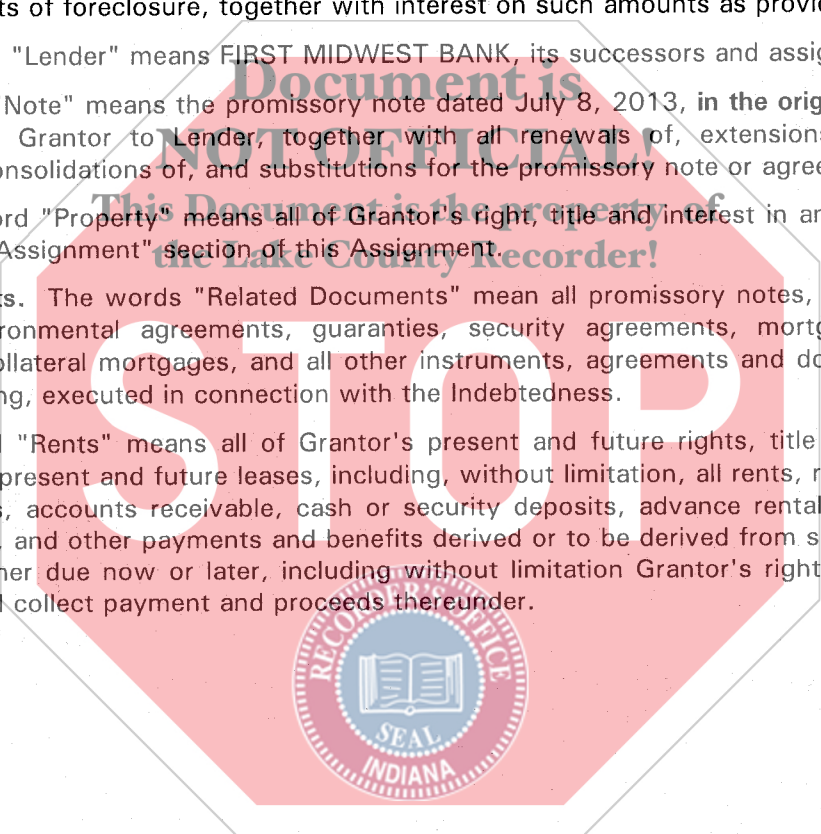 ts of foreclosure, together with interest on such amounts as provi
"Lender" means FIRST MIDWEST BANK, its successors and assig
Document is
"Note" means the promissory note dated July 8, 2013, in the orig
NOT OFFICIAL!
Grantor to Lender, together with all renewals of, extension
onsolidations of, and substitutions for the promissory note or agre
This Document is the property of
ord "Property" means all of Grantor's right, title and interest in a
the Lake County Recorder!
Assignment" section of this Assignment.
ts. The words "Related Documents" mean all promissory notes,
ronmental agreements, guaranties, security agreements, mortg
ollateral mortgages, and all other instruments, agreements and do
ng, executed in connection with the Indebtedness.
STOP
"Rents" means all of Grantor's present and future rights, title
present and future leases, including, without limitation, all rents, r
s, accounts receivable, cash or security deposits, advance rental
, and other payments and benefits derived or to be derived from s
her due now or later, including without limitation Grantor's right
l collect payment and proceeds thereunder.
RECORDER'S OFFICE
SEAL
INDIANA